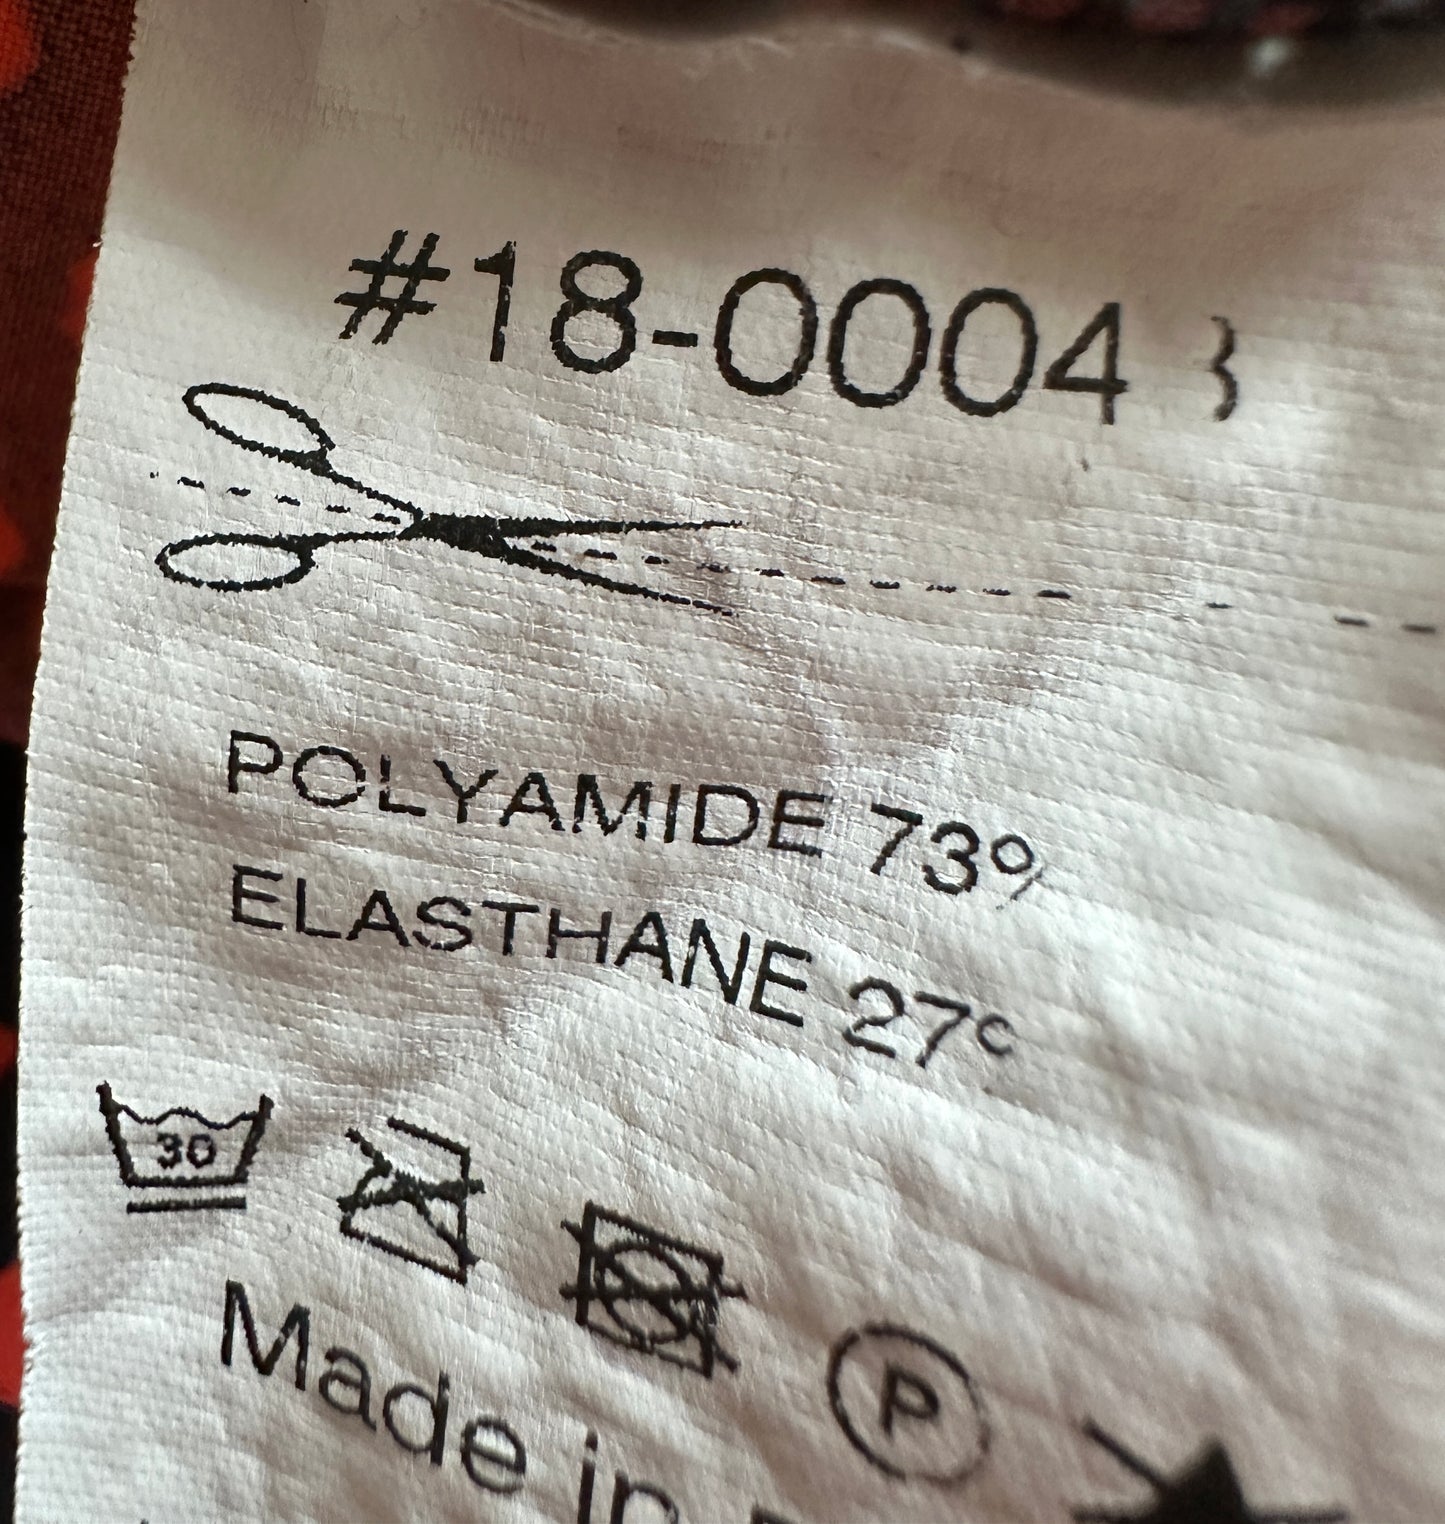 #18-0004
POLYAMIDE 73%
ELASTHANE 27
30
P
Made in